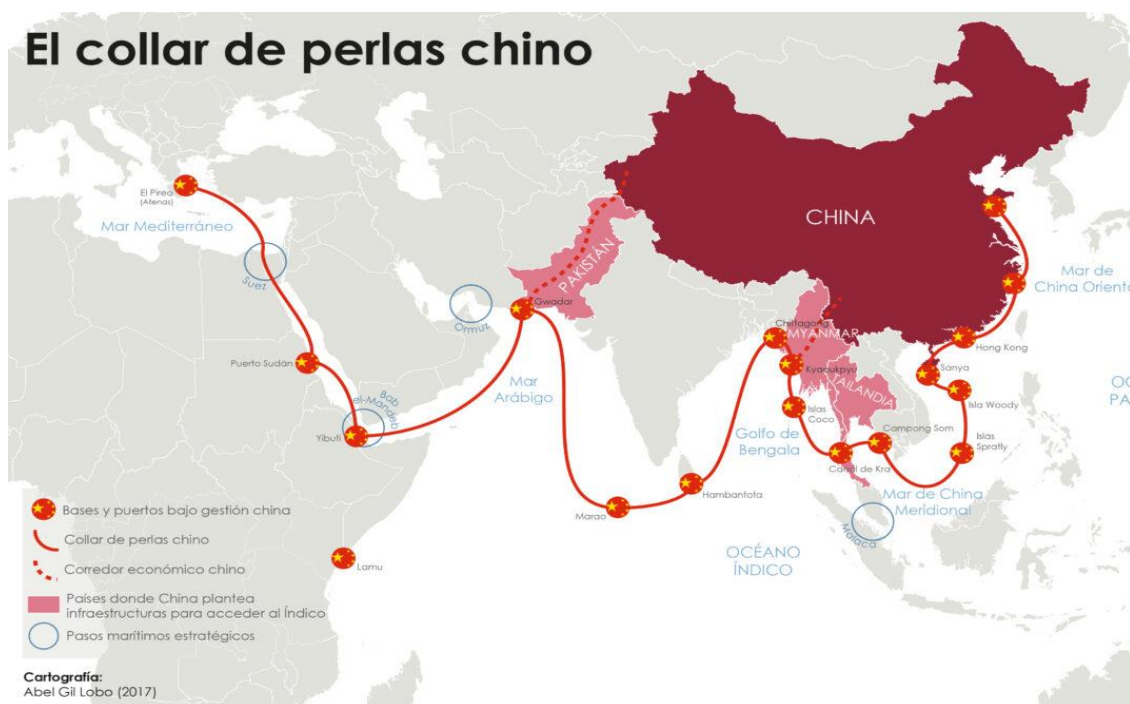 El collar de perlas chino
El Pireo
(Atenas)
Mar Mediterráneo
Suez
Ormuz
PAKISTÁN
Gwadar
CHINA
Mar de
China Orienta
Hong Kong
Sanya
Isla Woody
OC
PA
Islas
Spratly
Chittagong
MYANMAR
Kyaoukpyu
TAILANDIA
Islas
Coco
Golfo de
Bengala
Campong Som
Canal de Kra
Mar de China
Meridional
Malaca
Puerto Sudán
Bab
el-Mandeb
Yibuti
Mar
Arábigo
Hambantota
Marao
OCÉANO
ÍNDICO
Lamu
Bases y puertos bajo gestión china
Collar de perlas chino
Corredor económico chino
Países donde China plantea
infraestructuras para acceder al Índico
Pasos marítimos estratégicos
Cartografía:
Abel Gil Lobo (2017)